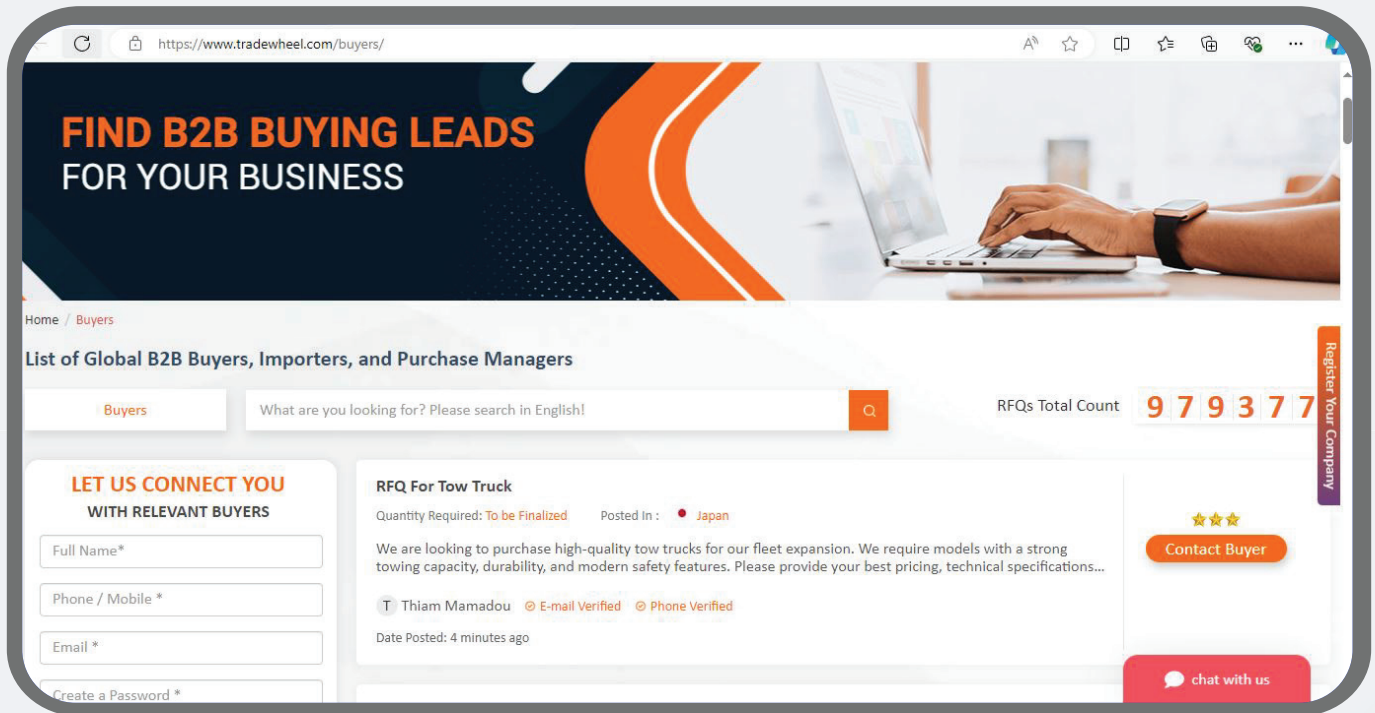 https://www.tradewheel.com/buyers/
FIND B2B BUYING LEADS
FOR YOUR BUSINESS
Home / Buyers
List of Global B2B Buyers, Importers, and Purchase Managers
Buyers
What are you looking for? Please search in English!
RFQs Total Count 979377
Register Your Company
LET US CONNECT YOU
WITH RELEVANT BUYERS
Full Name*
Phone / Mobile *
Email *
Create a Password *
RFQ For Tow Truck
Quantity Required: To be Finalized Posted In : Japan
We are looking to purchase high-quality tow trucks for our fleet expansion. We require models with a strong
towing capacity, durability, and modern safety features. Please provide your best pricing, technical specifications...
T Thiam Mamadou E-mail Verified Phone Verified
Date Posted: 4 minutes ago
Contact Buyer
chat with us